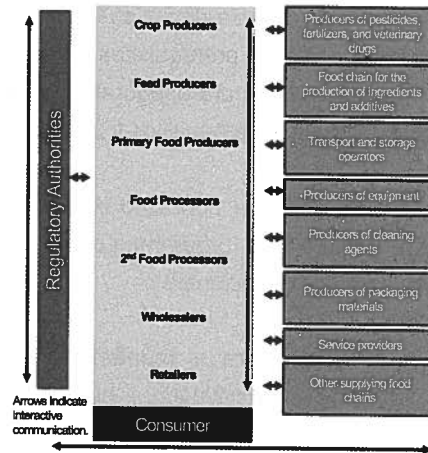 Regulatory Authorities
Crop Producers
Feed Producers
Primary Food Producers
Food Processors
2nd Food Processors
Wholesalers
Retailers
Producers of pesticides,
fertilizers, and veterinary
drugs
Food chain for the
production of ingredients
and additives
Transport and storage
operators
Producers of equipment
Producers of cleaning
agents
Producers of packaging
materials
Service providers
Other supplying food
chains
Arrows Indicate
interactive
communication.
Consumer